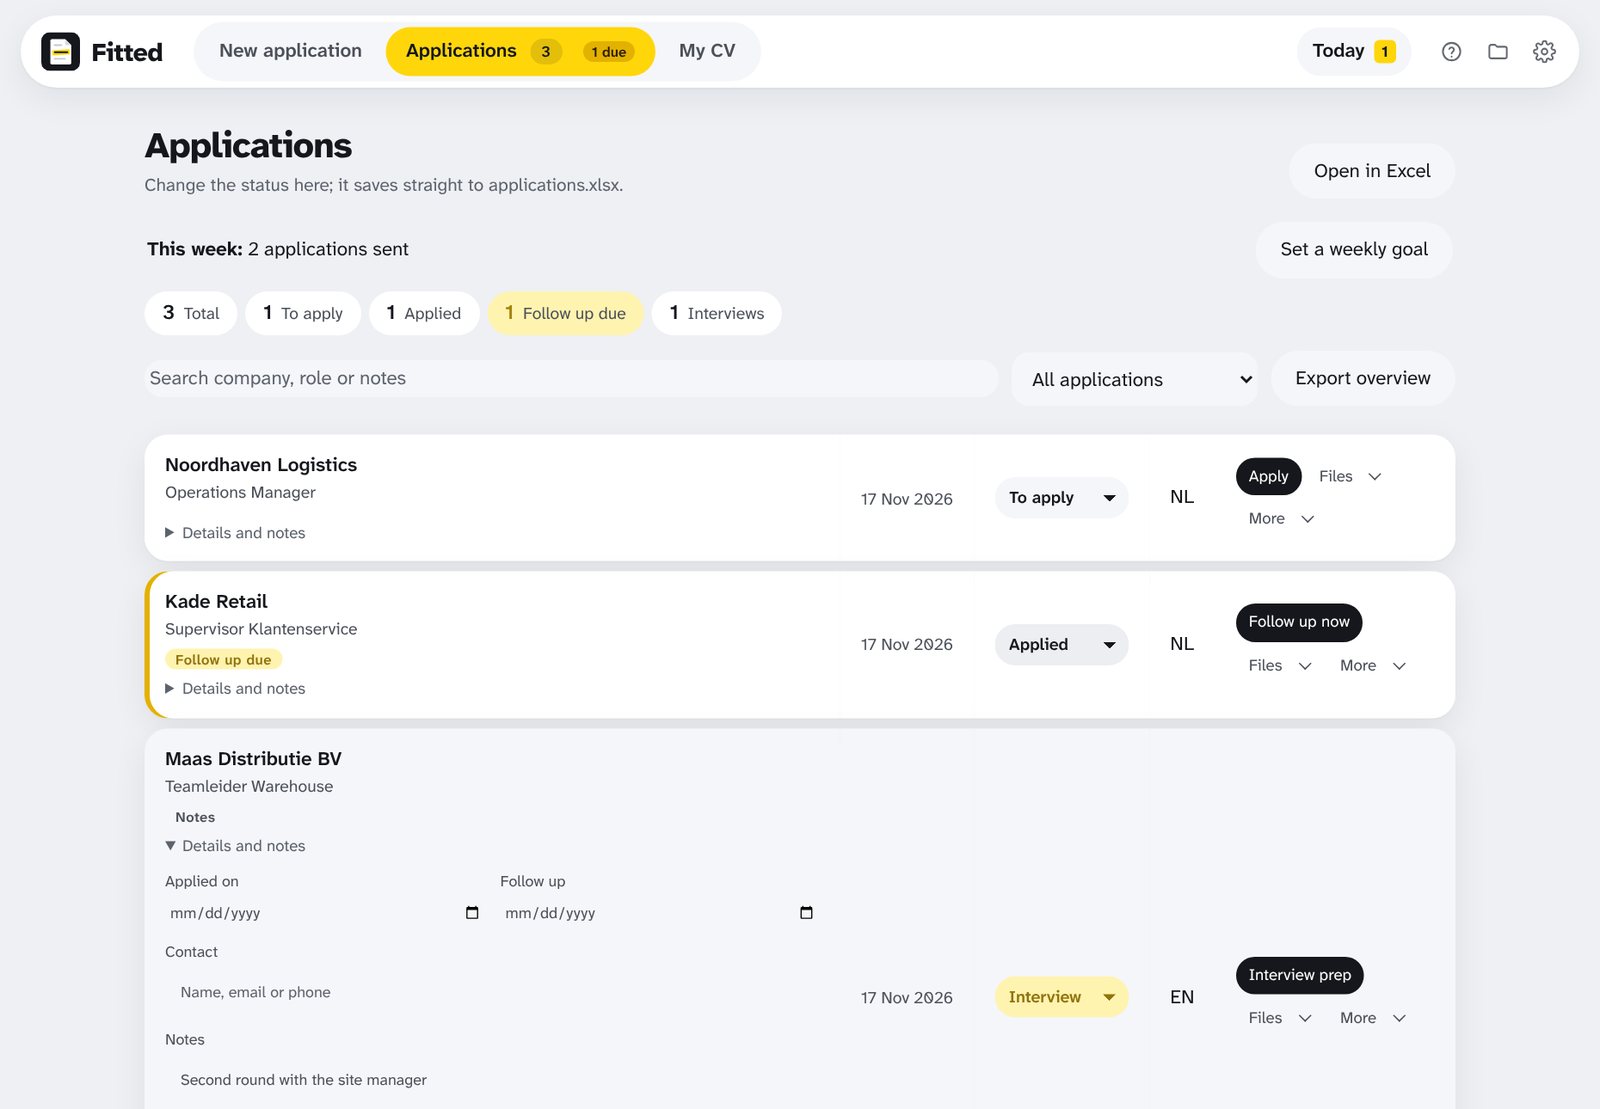 Fitted
New application
Applications 3 1 due
My CV
Today 1
Applications
Change the status here; it saves straight to applications.xlsx.
Open in Excel
This week: 2 applications sent
Set a weekly goal
3 Total
1 To apply
1 Applied
1 Follow up due
1 Interviews
Search company, role or notes
All applications
Export overview
Noordhaven Logistics
Operations Manager
Details and notes
17 Nov 2026
To apply
NL
Apply
Files
More
Kade Retail
Supervisor Klantenservice
Follow up due
Details and notes
17 Nov 2026
Applied
NL
Follow up now
Files
More
Maas Distributie BV
Teamleider Warehouse
Notes
Details and notes
Applied on
Follow up
mm/dd/yyyy
mm/dd/yyyy
Contact
Name, email or phone
17 Nov 2026
Interview
EN
Interview prep
Files
More
Notes
Second round with the site manager